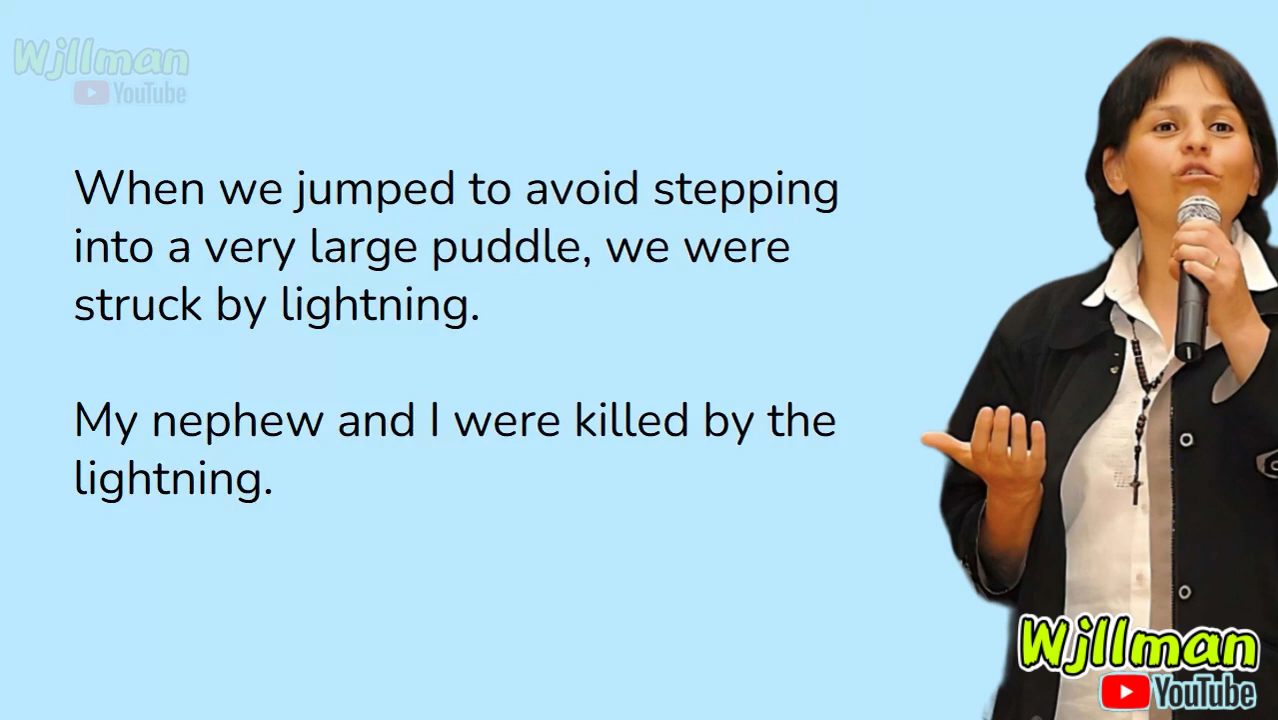 Wjllman
YouTube
When we jumped to avoid stepping
into a very large puddle, we were
struck by lightning.
My nephew and I were killed by the
lightning.
Wjllman
YouTube